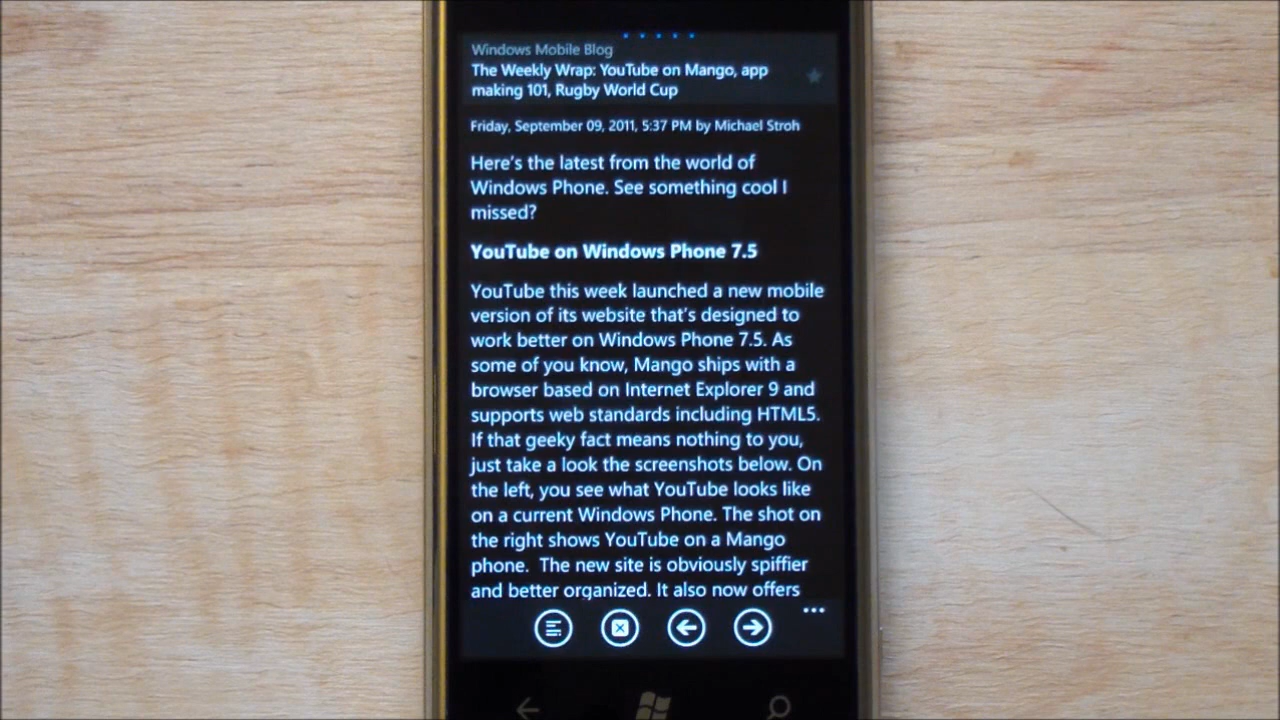 Windows Mobile Blog
The Weekly Wrap: YouTube on Mango, app
making 101, Rugby World Cup
Friday, September 09, 2011, 5:37 PM by Michael Stroh
Here's the latest from the world of
Windows Phone. See something cool I
missed?
YouTube on Windows Phone 7.5
YouTube this week launched a new mobile
version of its website that's designed to
work better on Windows Phone 7.5. As
some of you know, Mango ships with a
browser based on Internet Explorer 9 and
supports web standards including HTML5.
If that geeky fact means nothing to you,
just take a look the screenshots below. On
the left, you see what YouTube looks like
on a current Windows Phone. The shot on
the right shows YouTube on a Mango
phone.  The new site is obviously spiffier
and better organized. It also now offers